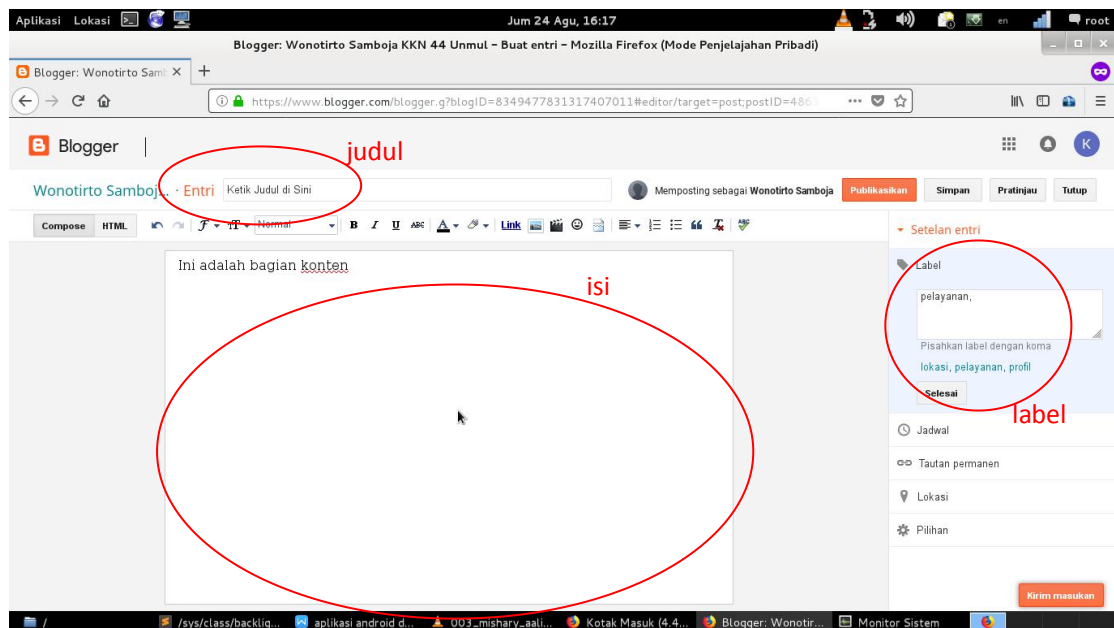 Aplikasi Lokasi Jum 24 Agu, 16:17 en root
Blogger: Wonotirto Samboja KKN 44 Unmul – Buat entri – Mozilla Firefox (Mode Penjelajahan Pribadi)
Blogger: Wonotirto Samb
https://www.blogger.com/blogger.g?blogID=8349477831317407011#editor/target=post;postID=486
Blogger K
judul
Wonotirto Samboj... · Entri Ketik Judul di Sini Memposting sebagai Wonotirto Samboja Publikasikan Simpan Pratinjau Tutup
Compose HTML Normal B I U ABC A Link
Setelan entri
Ini adalah bagian konten
Label
isi
pelayanan,
Pisahkan label dengan koma
lokasi, pelayanan, profil
Selesai
label
Jadwal
Tautan permanen
Lokasi
Pilihan
Kirim masukan
/ /sys/class/backlig... aplikasi android d... 003_mishary_aali... Kotak Masuk (4.4... Blogger: Wonotir... Monitor Sistem